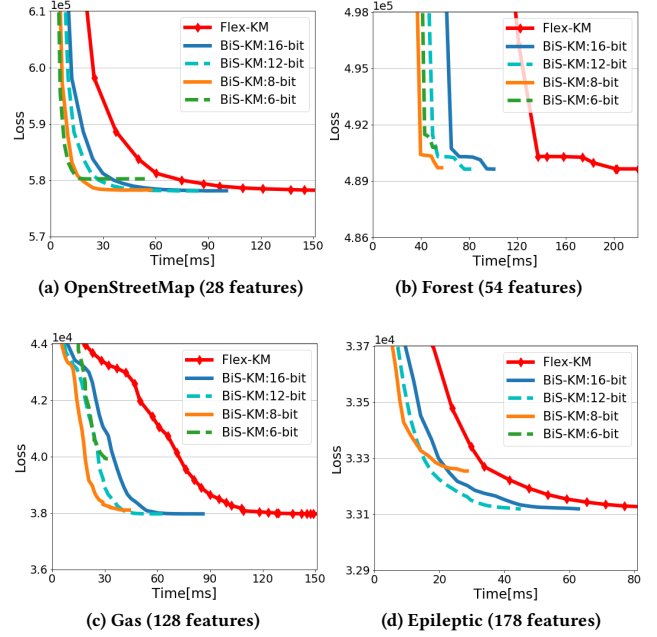 1e5
6.1
6.0
5.9
5.8
5.7
Loss
0 30 60 90 120 150
Time[ms]
Flex-KM
BiS-KM:16-bit
BiS-KM:12-bit
BiS-KM:8-bit
BiS-KM:6-bit
(a) OpenStreetMap (28 features)
1e5
4.98
4.95
4.92
4.89
4.86
Loss
0 40 80 120 160 200
Time[ms]
Flex-KM
BiS-KM:16-bit
BiS-KM:12-bit
BiS-KM:8-bit
BiS-KM:6-bit
(b) Forest (54 features)
1e4
4.4
4.2
4.0
3.8
3.6
Loss
0 30 60 90 120 150
Time[ms]
Flex-KM
BiS-KM:16-bit
BiS-KM:12-bit
BiS-KM:8-bit
BiS-KM:6-bit
(c) Gas (128 features)
1e4
3.37
3.35
3.33
3.31
3.29
Loss
0 20 40 60 80
Time[ms]
Flex-KM
BiS-KM:16-bit
BiS-KM:12-bit
BiS-KM:8-bit
BiS-KM:6-bit
(d) Epileptic (178 features)